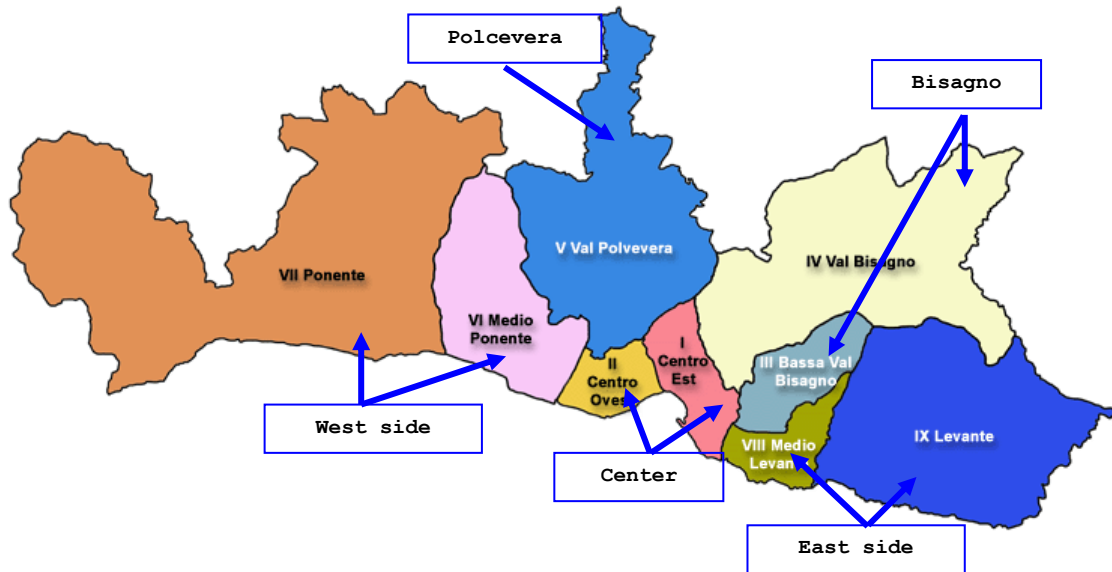 Polcevera
Bisagno
V Val Polvevera
IV Val Bisagno
VII Ponente
VI Medio
Ponente
I
Centro
Est
II
Centro
Ovest
III Bassa Val
Bisagno
IX Levante
VIII Medio
Levante
West side
Center
East side